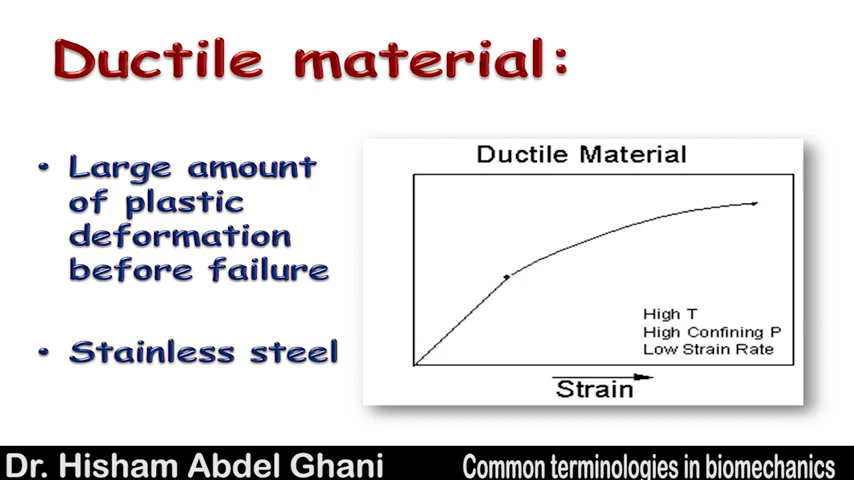 Ductile material:
• Large amount
of plastic
deformation
before failure
• Stainless steel
Ductile Material
High T
High Confining P
Low Strain Rate
Strain
Dr. Hisham Abdel Ghani
Common terminologies in biomechanics